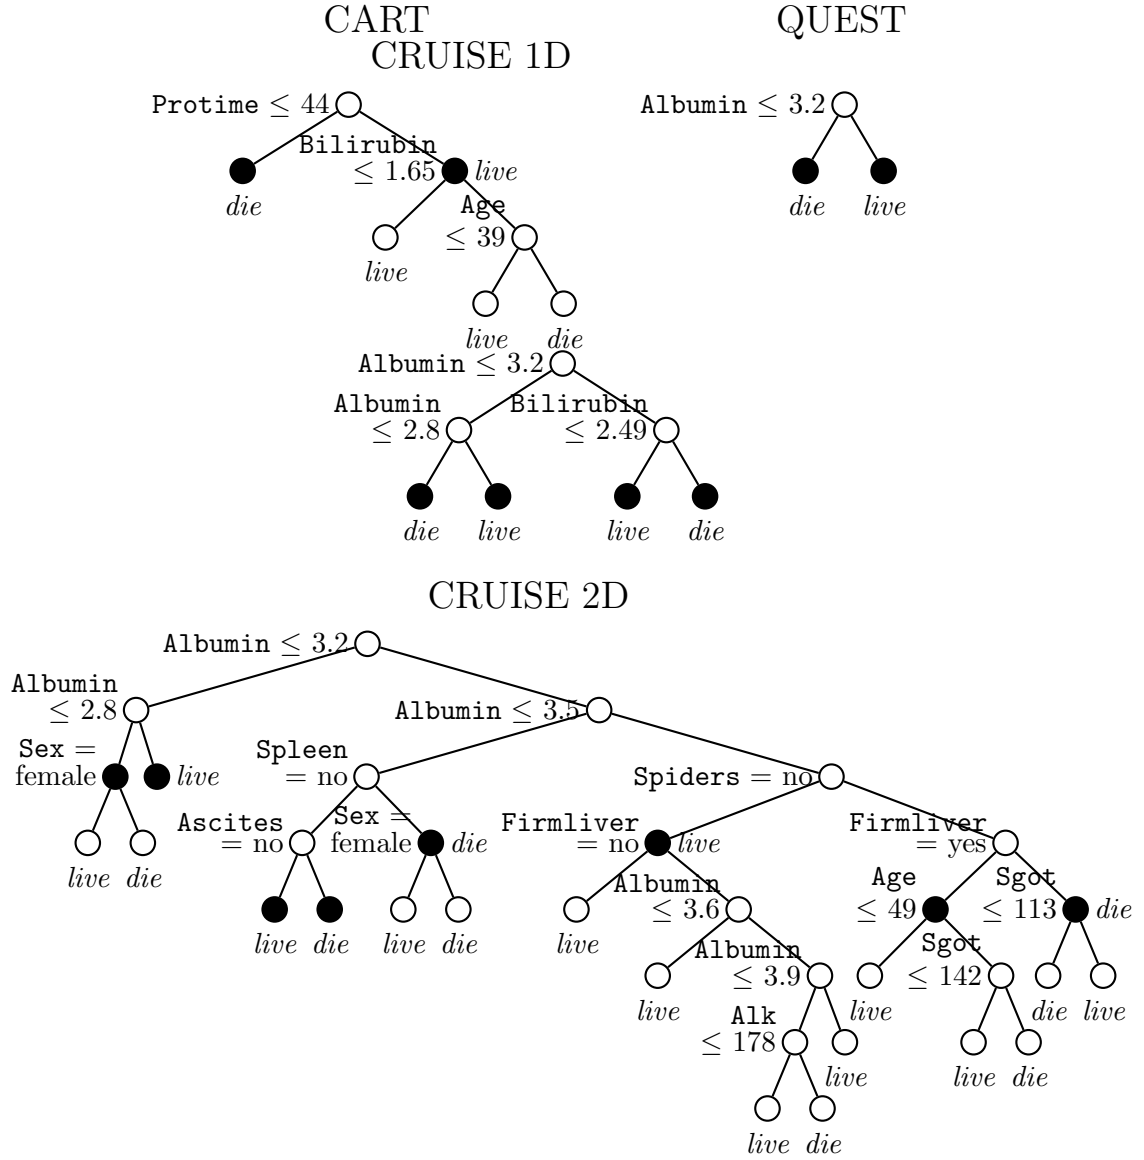 CART QUEST
CRUISE 1D
Protime ≤ 44
Albumin ≤ 3.2
Bilirubin
≤ 1.65 live
die
die live
Age
≤ 39
live
live die
Albumin ≤ 3.2
Albumin Bilirubin
≤ 2.8 ≤ 2.49
die live live die
CRUISE 2D
Albumin ≤ 3.2
Albumin
≤ 2.8
Albumin ≤ 3.5
Sex =
female live
Spleen
= no
Spiders = no
Ascites
= no
Sex =
female die
Firmliver
= no live
Firmliver
= yes
live die
Albumin
≤ 3.6
Age
≤ 49
Sgot
≤ 113 die
live die live die
live
Albumin
≤ 3.9
Sgot
≤ 142
live
live
die live
Alk
≤ 178
live
live die
live die